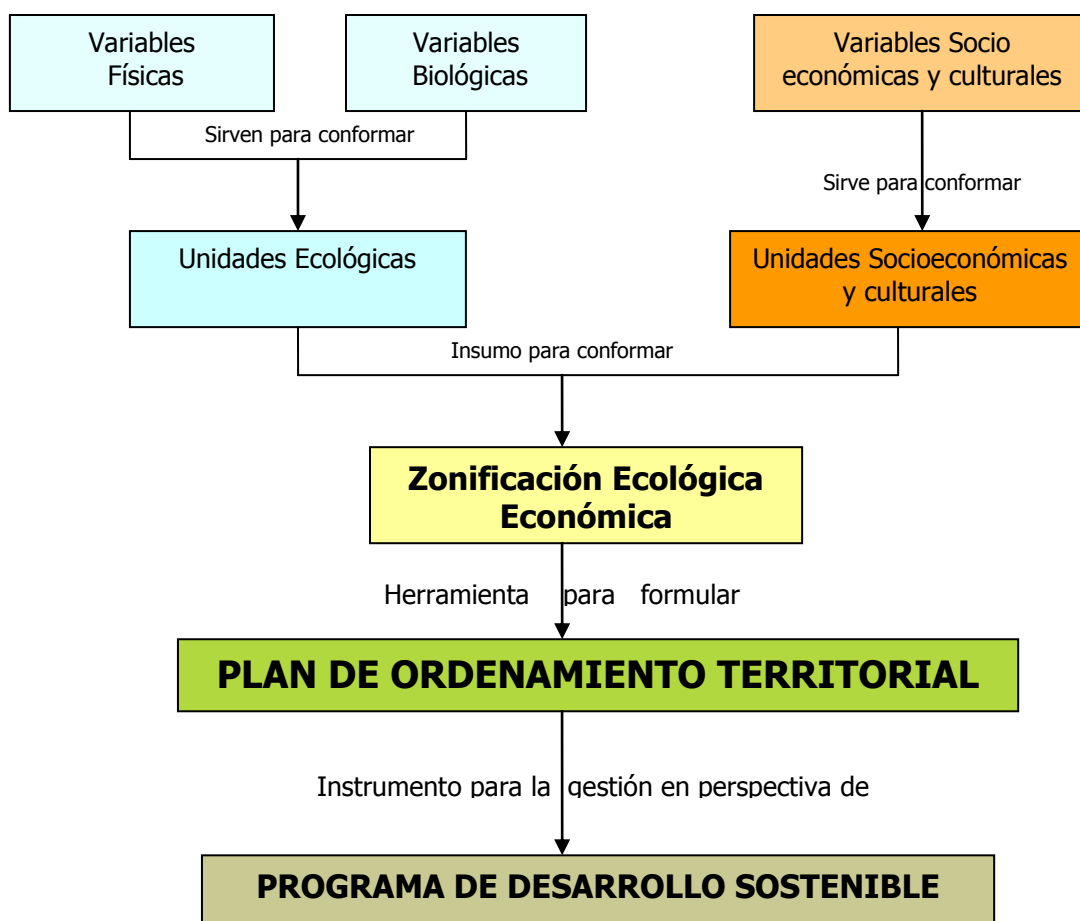 Variables
Físicas
Variables
Biológicas
Variables Socio
económicas y culturales
Sirven para conformar
Sirve para conformar
Unidades Ecológicas
Unidades Socioeconómicas
y culturales
Insumo para conformar
Zonificación Ecológica
Económica
Herramienta para formular
PLAN DE ORDENAMIENTO TERRITORIAL
Instrumento para la gestión en perspectiva de
PROGRAMA DE DESARROLLO SOSTENIBLE